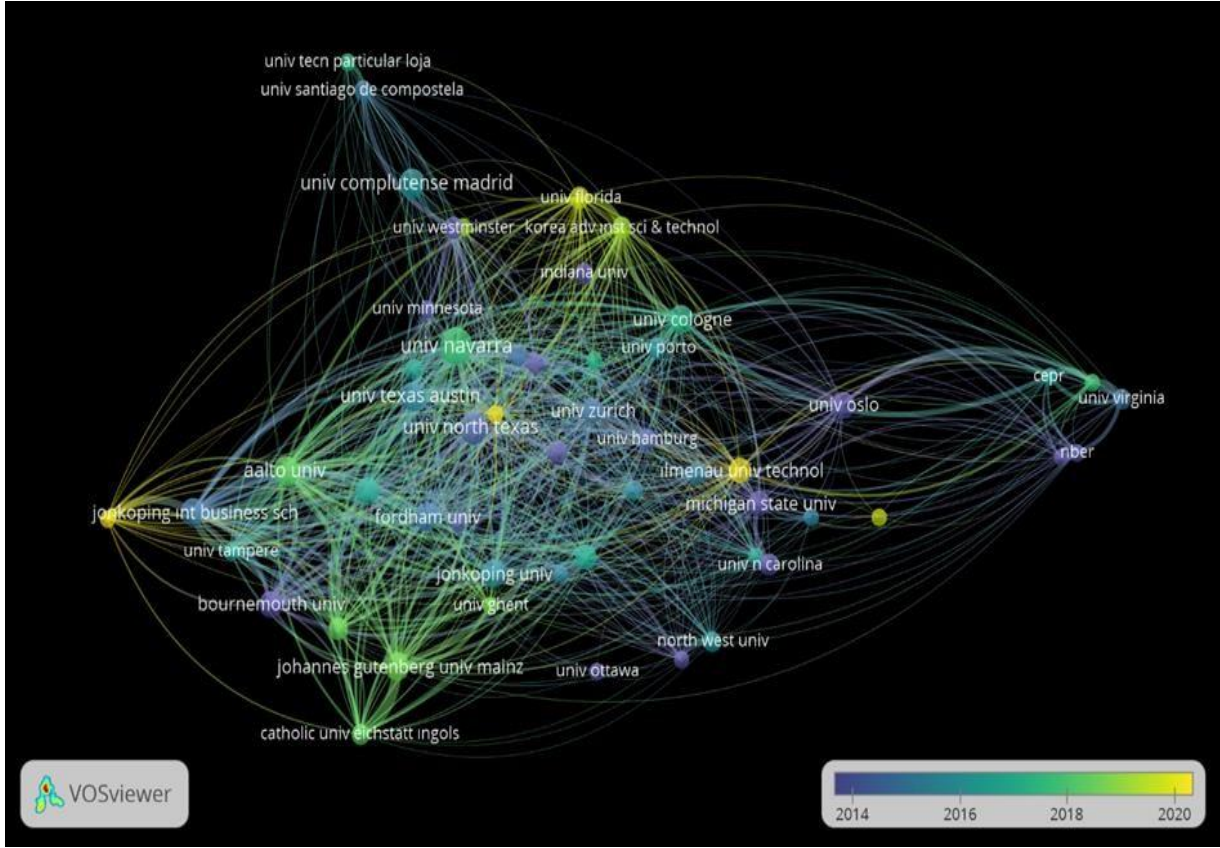 univ tecn particular loja
univ santiago de compostela
univ complutense madrid
univ florida
univ westminster
korea adv inst sci & technol
indiana univ
univ minnesota
univ cologne
univ navarra
univ porto
cepr
univ texas austin
univ virginia
univ zurich
univ oslo
univ north texas
univ hamburg
nber
aalto univ
ilmenau univ technol
michigan state univ
jonkoping int business sch
fordham univ
univ tampere
univ n carolina
jonkoping univ
bournemouth univ
univ ghent
north west univ
johannes gutenberg univ mainz
univ ottawa
catholic univ eichstatt ingols
VOSviewer
2014
2016
2018
2020